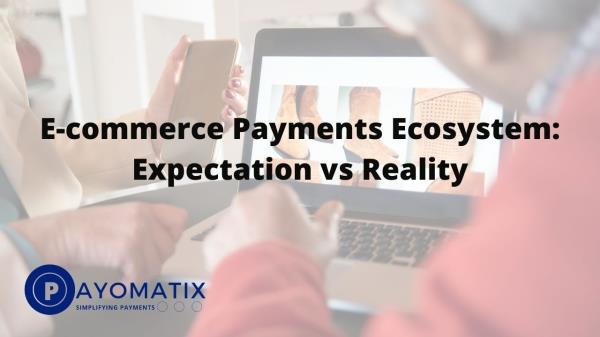 E-commerce Payments Ecosystem:
Expectation vs Reality
PAYOMATIX
SIMPLIFYING PAYMENTS